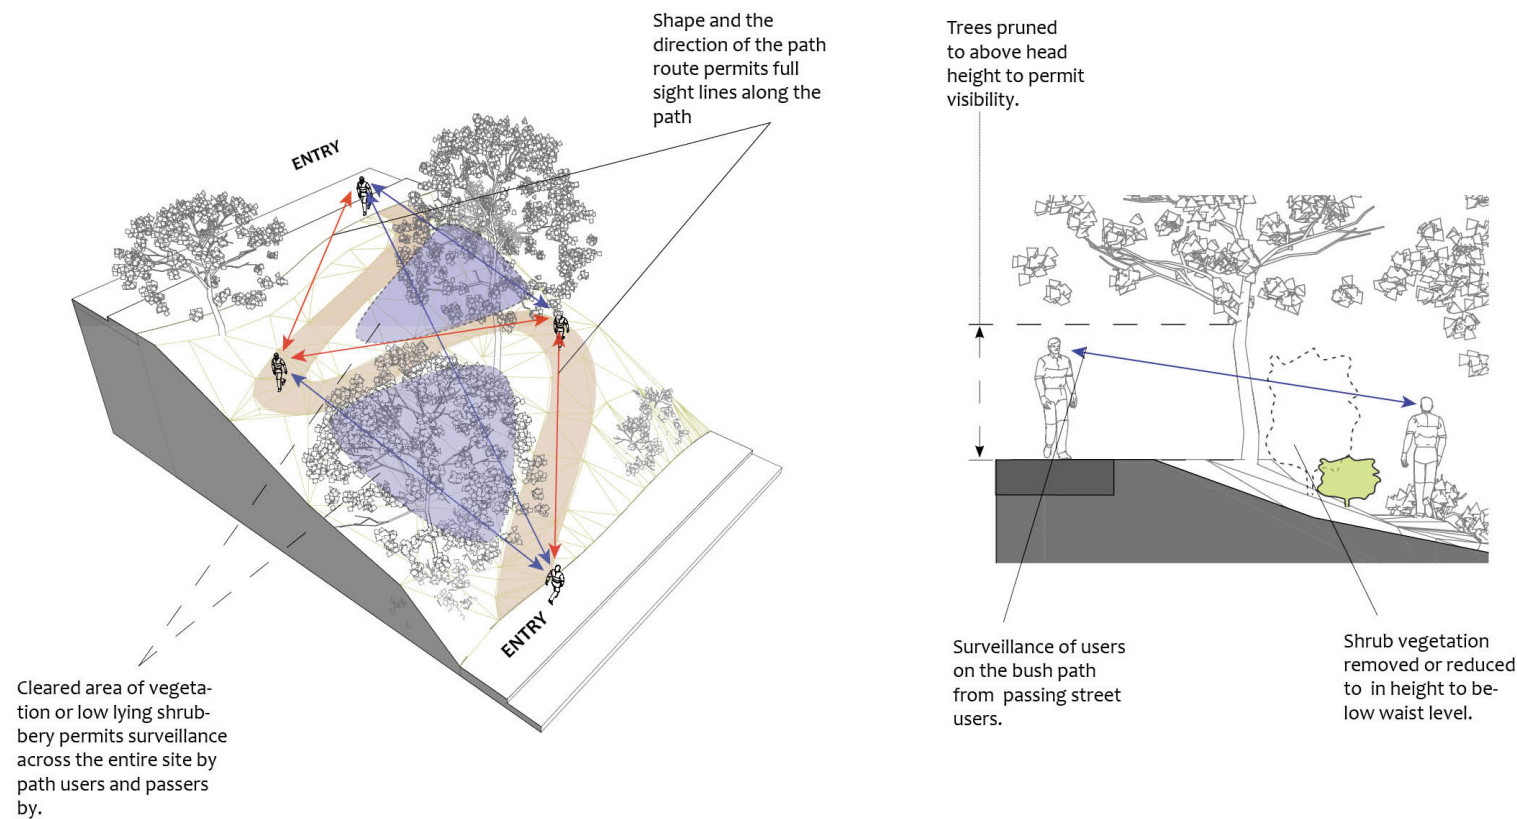 Shape and the
direction of the path
route permits full
sight lines along the
path
ENTRY
ENTRY
Cleared area of vegeta-
tion or low lying shrub-
bery permits surveillance
across the entire site by
path users and passers
by.
Trees pruned
to above head
height to permit
visibility.
Surveillance of users
on the bush path
from passing street
users.
Shrub vegetation
removed or reduced
to in height to be-
low waist level.